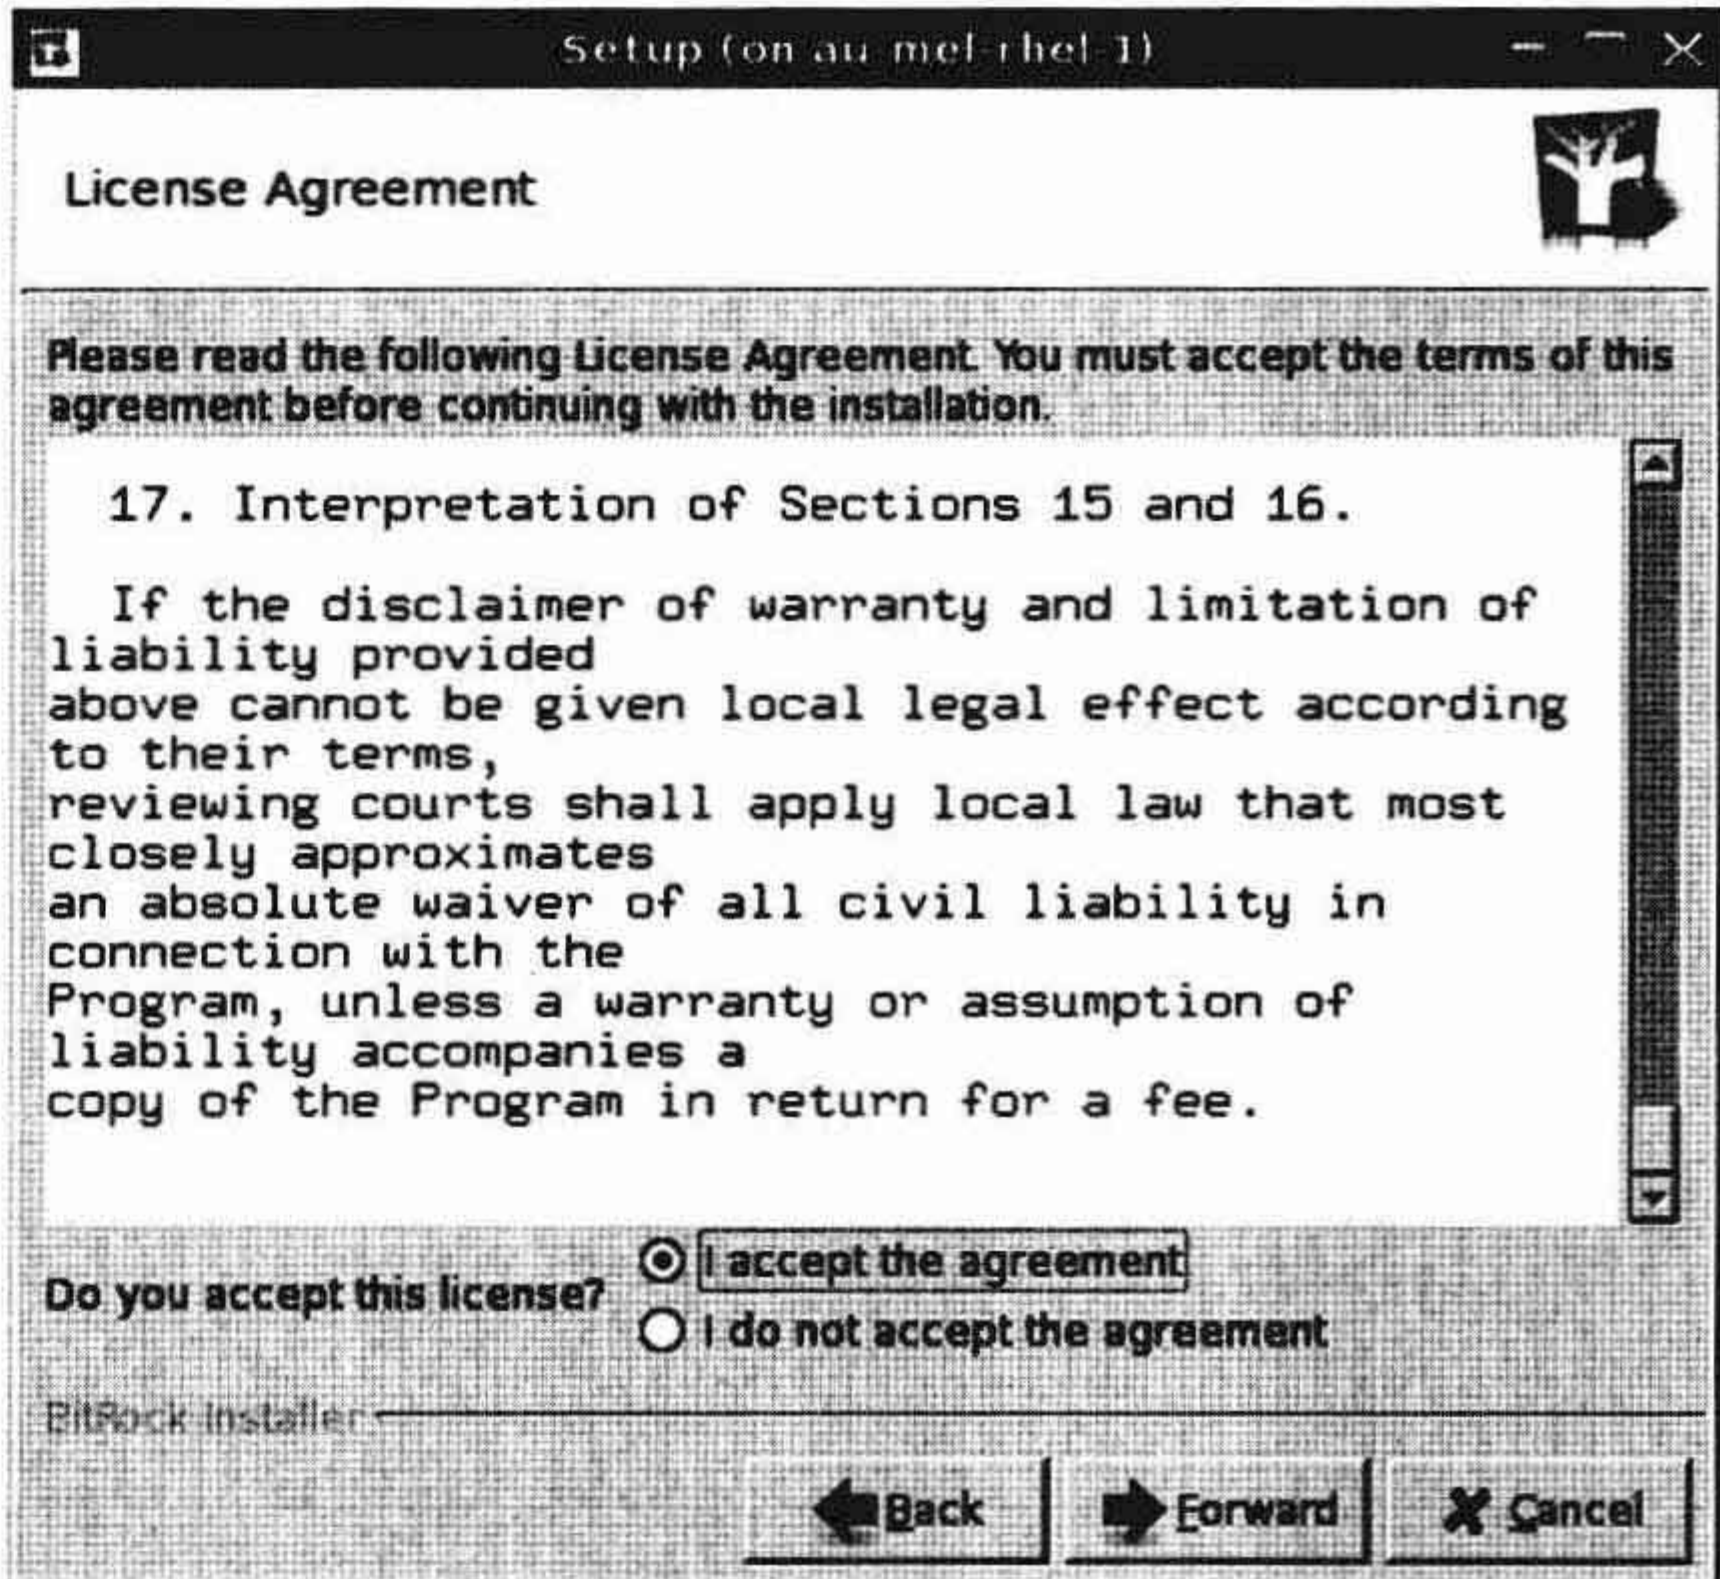 Setup (on au-mel-rhel-1)
License Agreement
Please read the following License Agreement. You must accept the terms of this
agreement before continuing with the installation.
17. Interpretation of Sections 15 and 16.
If the disclaimer of warranty and limitation of
liability provided
above cannot be given local legal effect according
to their terms,
reviewing courts shall apply local law that most
closely approximates
an absolute waiver of all civil liability in
connection with the
Program, unless a warranty or assumption of
liability accompanies a
copy of the Program in return for a fee.
Do you accept this license?
I accept the agreement
I do not accept the agreement
BitRock Installer
Back
Forward
Cancel